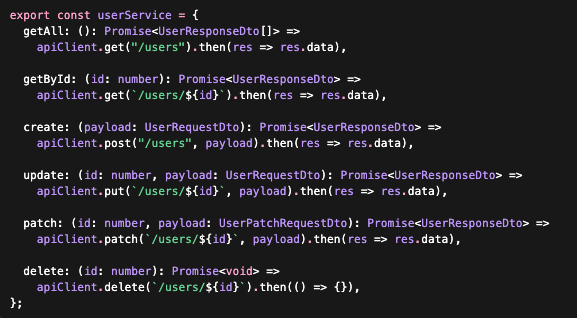 export const userService = {
  getAll: (): Promise<UserResponseDto[]> =>
    apiClient.get("/users").then(res => res.data),

  getById: (id: number): Promise<UserResponseDto> =>
    apiClient.get(`/users/${id}`).then(res => res.data),

  create: (payload: UserRequestDto): Promise<UserResponseDto> =>
    apiClient.post("/users", payload).then(res => res.data),

  update: (id: number, payload: UserRequestDto): Promise<UserResponseDto> =>
    apiClient.put(`/users/${id}`, payload).then(res => res.data),

  patch: (id: number, payload: UserPatchRequestDto): Promise<UserResponseDto> =>
    apiClient.patch(`/users/${id}`, payload).then(res => res.data),

  delete: (id: number): Promise<void> =>
    apiClient.delete(`/users/${id}`).then(() => {}),
};